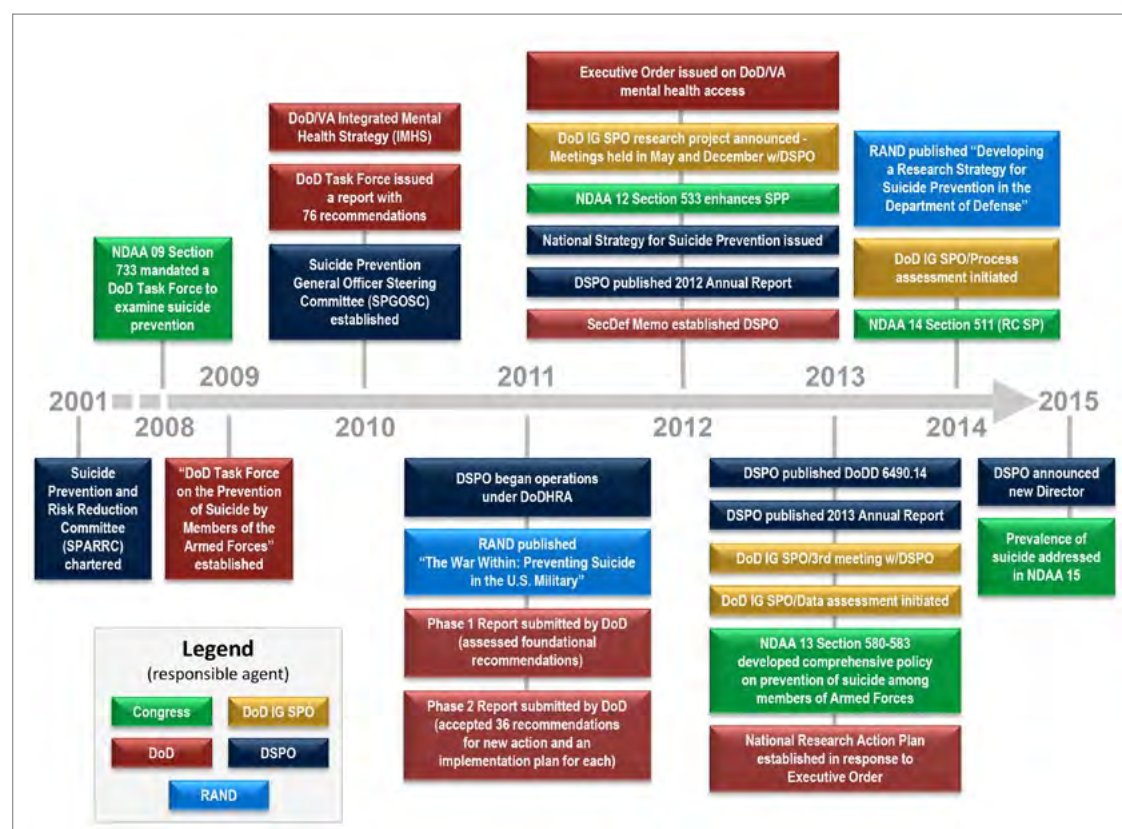 Executive Order issued on DoD/VA
mental health access
DoD/VA Integrated Mental
Health Strategy (IMHS)
DoD IG SPO research project announced -
Meetings held in May and December w/DSPO
RAND published “Developing
a Research Strategy for
Suicide Prevention in the
Department of Defense”
DoD Task Force issued
a report with
76 recommendations
NDAA 12 Section 533 enhances SPP
National Strategy for Suicide Prevention issued
NDAA 09 Section
733 mandated a
DoD Task Force to
examine suicide
prevention
Suicide Prevention
General Officer Steering
Committee (SPGOSC)
established
DoD IG SPO/Process
assessment initiated
DSPO published 2012 Annual Report
SecDef Memo established DSPO
NDAA 14 Section 511 (RC SP)
2009
2011
2013
2001
2015
2008
2010
2012
2014
Suicide
Prevention and
Risk Reduction
Committee
(SPARRC)
chartered
“DoD Task Force
on the Prevention
of Suicide by
Members of the
Armed Forces”
established
DSPO began operations
under DoDHRA
RAND published
“The War Within: Preventing Suicide
in the U.S. Military”
Phase 1 Report submitted by DoD
(assessed foundational
recommendations)
Phase 2 Report submitted by DoD
(accepted 36 recommendations
for new action and an
implementation plan for each)
DSPO published DoDD 6490.14
DSPO published 2013 Annual Report
DoD IG SPO/3rd meeting w/DSPO
DoD IG SPO/Data assessment initiated
NDAA 13 Section 580-583
developed comprehensive policy
on prevention of suicide among
members of Armed Forces
National Research Action Plan
established in response to
Executive Order
DSPO announced
new Director
Prevalence of
suicide addressed
in NDAA 15
Legend
(responsible agent)
Congress
DoD IG SPO
DoD
DSPO
RAND